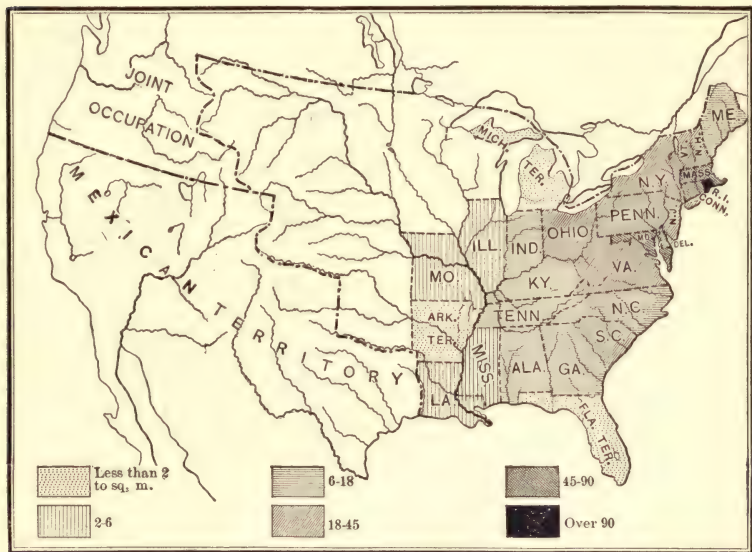 JOINT
OCCUPATION
MEXICAN TERRITORY
MICH.
TER.
ME.
VT.
N.H.
MASS.
R.I.
CONN.
N.Y.
PENN.
N.J.
MD.
DEL.
OHIO
IND.
ILL.
MO.
VA.
KY.
TENN.
N.C.
S.C.
ARK.
TER.
MISS.
ALA.
GA.
LA.
FLA. TER.
Less than 2
to sq. m.
2-6
6-18
18-45
45-90
Over 90